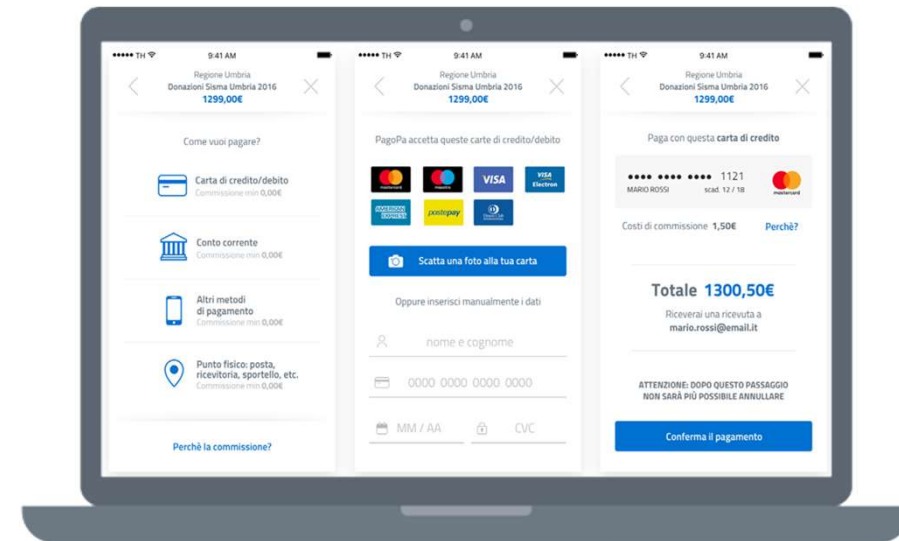 TH 9:41 AM
Regione Umbria
Donazioni Sisma Umbria 2016
1299,00€
Come vuoi pagare?
Carta di credito/debito
Commissione min 0,00€
Conto corrente
Commissione min 0,00€
Altri metodi
di pagamento
Commissione min 0,00€
Punto fisico: posta,
ricevitoria, sportello, etc.
Commissione min 0,00€
Perchè la commissione?
TH 9:41 AM
Regione Umbria
Donazioni Sisma Umbria 2016
1299,00€
PagoPa accetta queste carte di credito/debito
mastercard maestro VISA VISA Electron
AMERICAN EXPRESS postepay Diners Club
Scatta una foto alla tua carta
Oppure inserisci manualmente i dati
nome e cognome
0000 0000 0000 0000
MM / AA CVC
TH 9:41 AM
Regione Umbria
Donazioni Sisma Umbria 2016
1299,00€
Paga con questa carta di credito
•••• •••• •••• 1121
MARIO ROSSI scad. 12 / 18 mastercard
Costi di commissione 1,50€ Perchè?
Totale 1300,50€
Riceverai una ricevuta a
mario.rossi@email.it
ATTENZIONE: DOPO QUESTO PASSAGGIO
NON SARÀ PIÙ POSSIBILE ANNULLARE
Conferma il pagamento